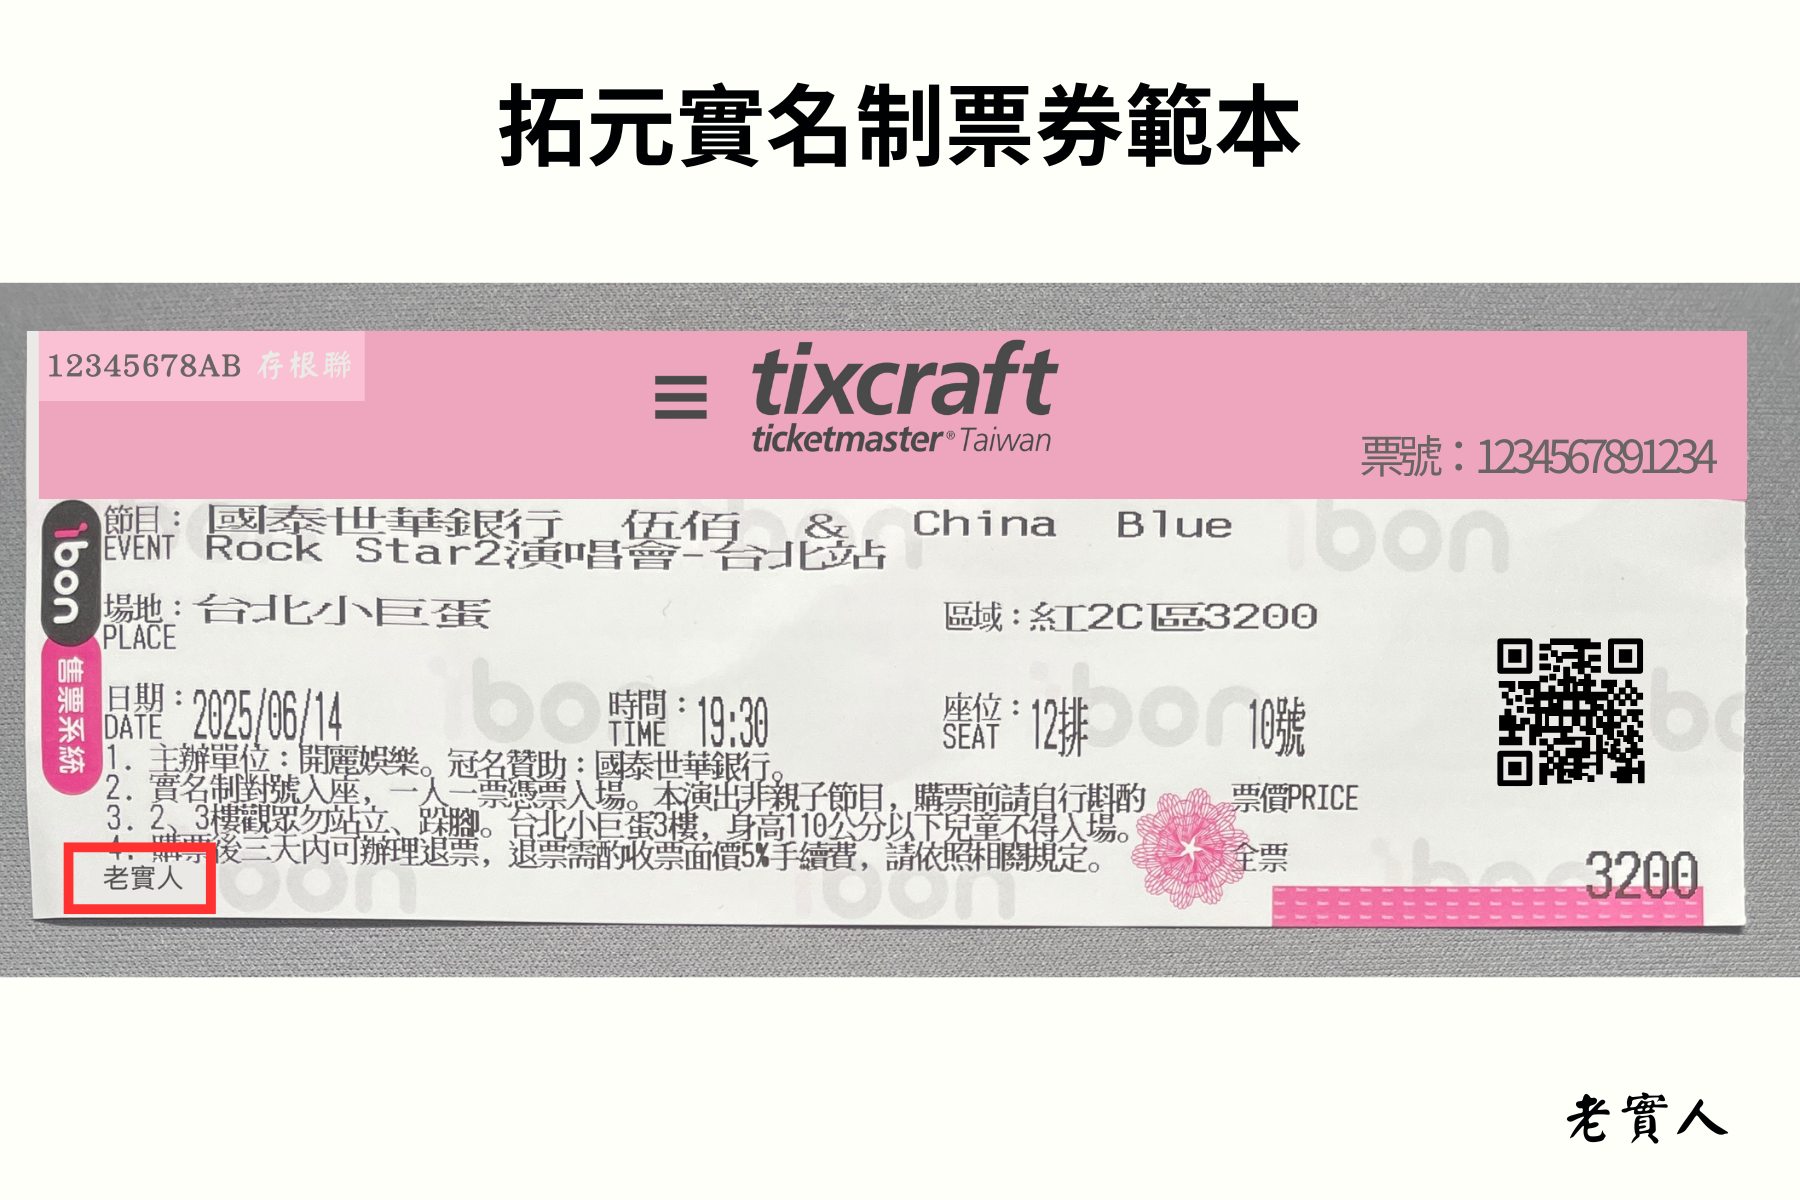 拓元實名制票券範本
12345678AB 存根聯
tixcraft
ticketmaster® Taiwan
票號：1234567891234
ibon
售票系統
節目：國泰世華銀行 伍佰 & China Blue
EVENT Rock Star2演唱會-台北站
場地：台北小巨蛋
PLACE
區域：紅2C區3200
日期：2025/06/14
DATE
時間：19:30
TIME
座位：12排 10號
SEAT
1. 主辦單位：開麗娛樂。冠名贊助：國泰世華銀行。
2. 實名制對號入座，一人一票憑票入場。本演出非親子節目，購票前請自行斟酌
3. 2、3樓觀眾勿站立、跺腳。台北小巨蛋3樓，身高110公分以下兒童不得入場。
4. 購票後三天內可辦理退票，退票需酌收票面價5%手續費，請依照相關規定。
票價PRICE
全票
3200
老實人
老實人